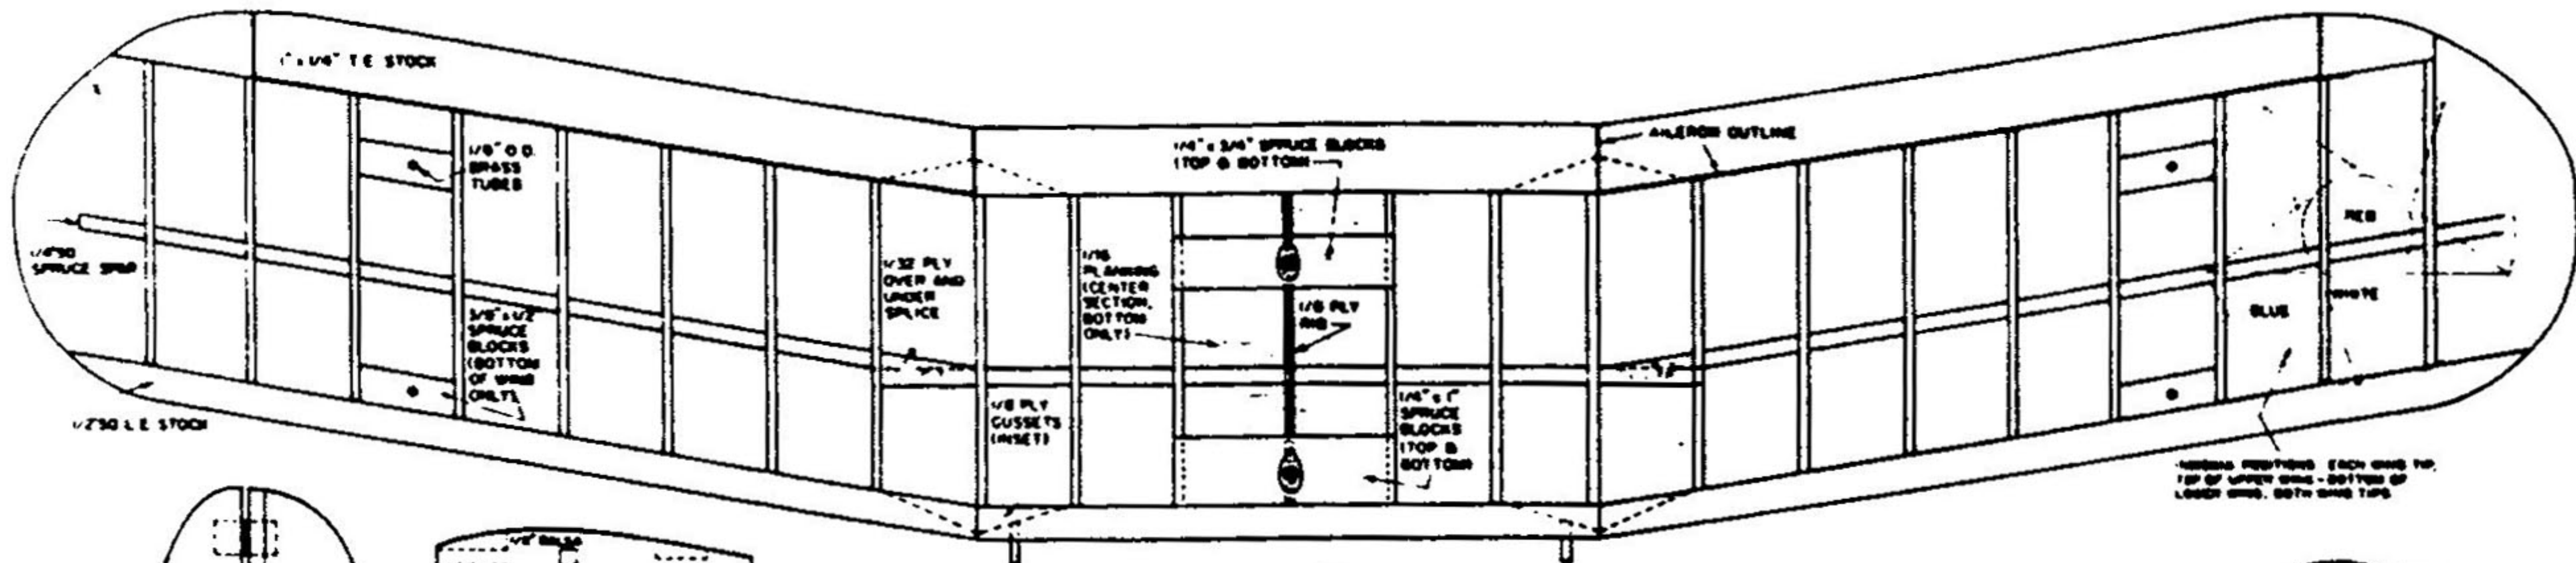 1" x 1/4" T.E. STOCK
1/8" O.D.
BRASS
TUBES
1/4" SQ
SPRUCE SPAR
3/8" x 1/2"
SPRUCE
BLOCKS
(BOTTOM
OF WING
ONLY)
1/2" SQ L.E. STOCK
1/32 PLY
OVER AND
UNDER
SPLICE
1/16
PLANKING
(CENTER
SECTION,
BOTTOM
ONLY)
1/8 PLY
GUSSETS
(INSET)
1/4" x 3/4" SPRUCE BLOCKS
(TOP & BOTTOM)
1/8 PLY
RIB
1/4" x 1"
SPRUCE
BLOCKS
(TOP &
BOTTOM)
AILERON OUTLINE
RED
WHITE
BLUE
POSITIONS EACH WING TIP,
TOP OF UPPER WING - BOTTOM OF
LOWER WING, BOTH WING TIPS
BALSA